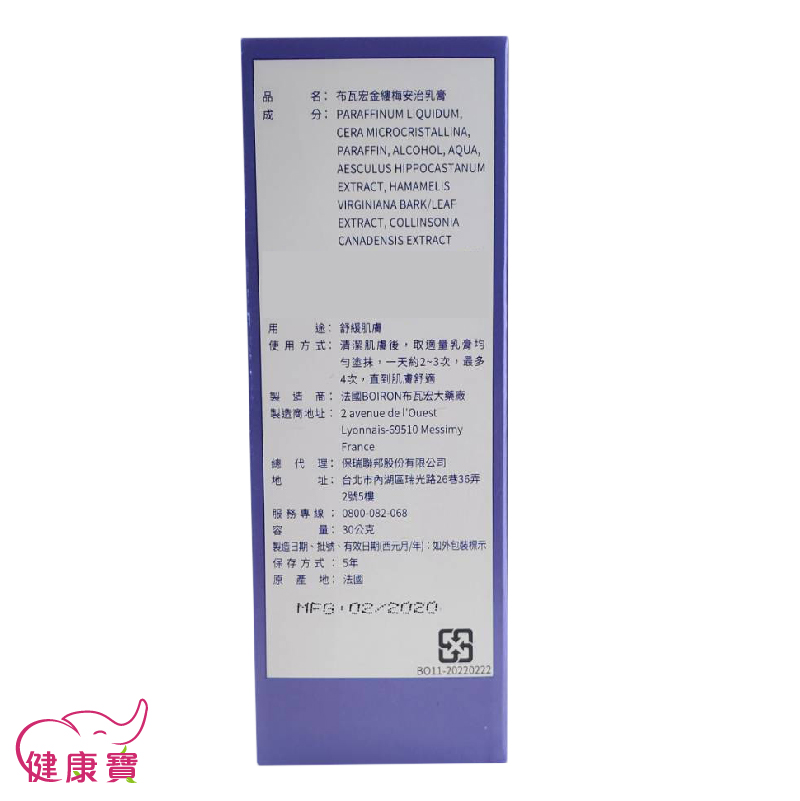 品 名：布瓦宏金縷梅安治乳膏
成 分：PARAFFINUM LIQUIDUM,
CERA MICROCRISTALLINA,
PARAFFIN, ALCOHOL, AQUA,
AESCULUS HIPPOCASTANUM
EXTRACT, HAMAMELIS
VIRGINIANA BARK/LEAF
EXTRACT, COLLINSONIA
CANADENSIS EXTRACT
用 途：舒緩肌膚
使用方式：清潔肌膚後，取適量乳膏均
勻塗抹，一天約2~3次，最多
4次，直到肌膚舒適
製 造 商：法國BOIRON布瓦宏大藥廠
製造商地址：2 avenue de l'Ouest
Lyonnais-69510 Messimy
France
總 代 理：保瑞聯邦股份有限公司
地 址：台北市內湖區瑞光路26巷36弄
2號5樓
服務專線：0800-082-068
容 量：30公克
製造日期、批號、有效日期(西元月/年)：如外包裝標示
保存方式：5年
原 產 地：法國
MFG:02/2020
BO11-20220222
健康寶